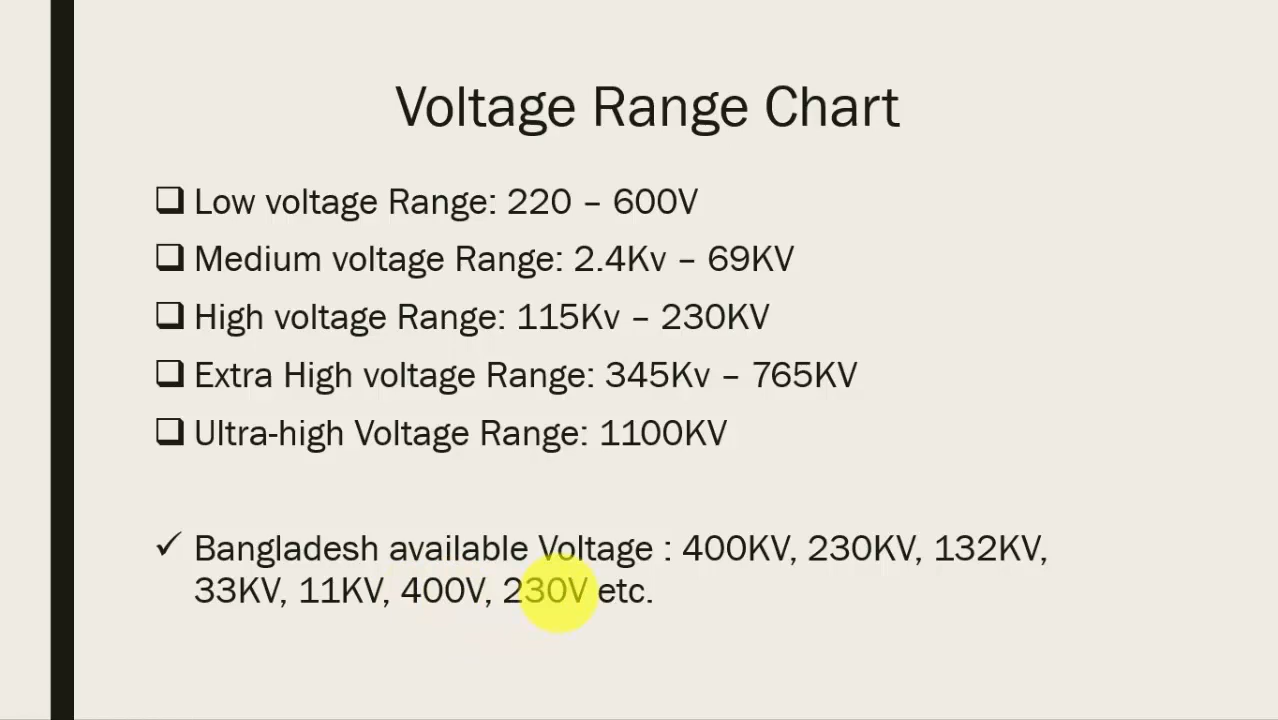 Voltage Range Chart
Low voltage Range: 220 – 600V
Medium voltage Range: 2.4Kv – 69KV
High voltage Range: 115Kv – 230KV
Extra High voltage Range: 345Kv – 765KV
Ultra-high Voltage Range: 1100KV
Bangladesh available Voltage : 400KV, 230KV, 132KV,
33KV, 11KV, 400V, 230V etc.